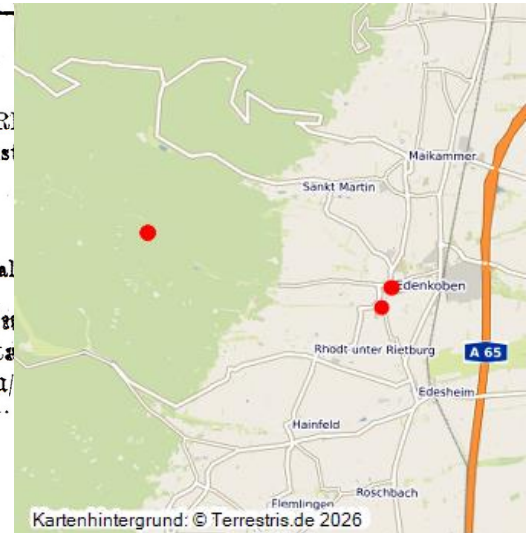 Maikammer
Sankt Martin
Edenkoben
Rhodt unter Rietburg
A 65
Edesheim
Hainfeld
Roschbach
Flemlingen
Kartenhintergrund: © Terrestris.de 2026